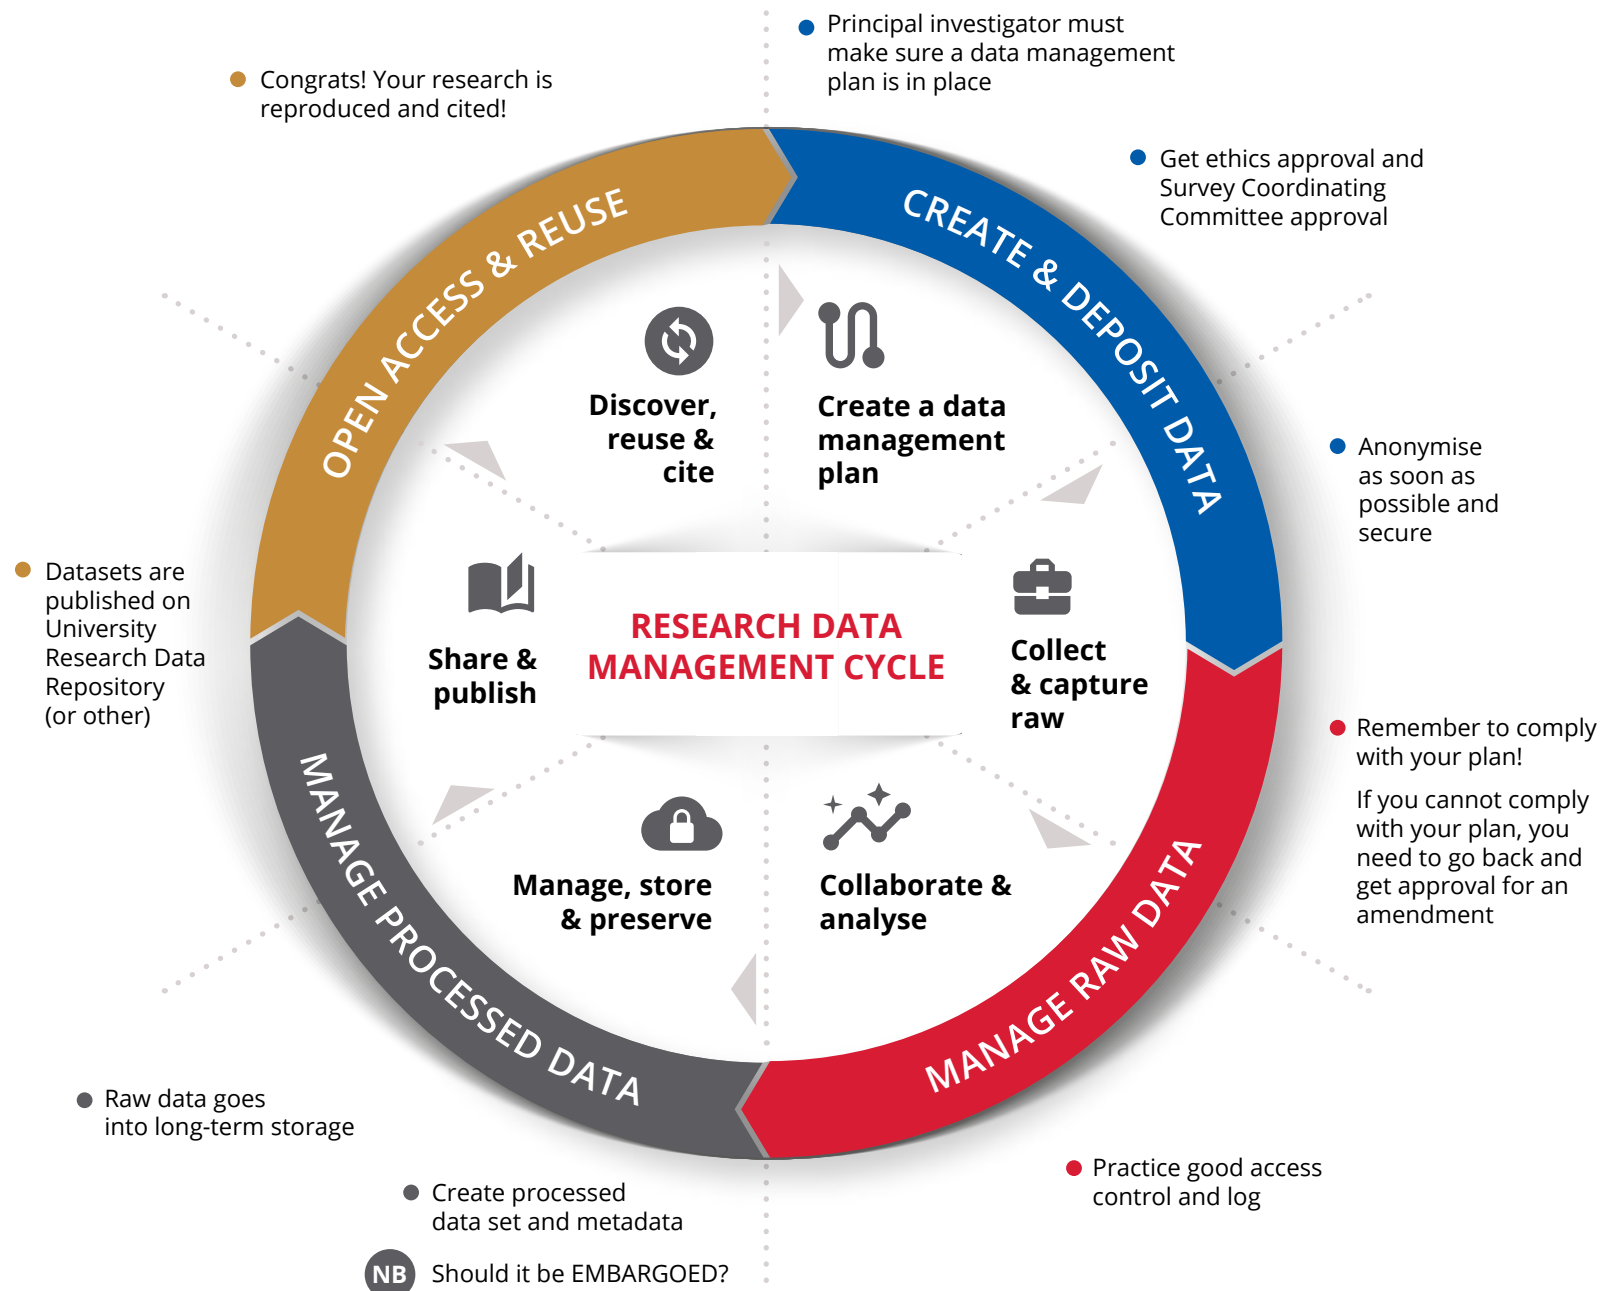 Principal investigator must
make sure a data management
plan is in place
Congrats! Your research is
reproduced and cited!
Get ethics approval and
Survey Coordinating
Committee approval
OPEN ACCESS & REUSE
CREATE & DEPOSIT DATA
Discover,
reuse &
cite
Create a data
management
plan
Anonymise
as soon as
possible and
secure
Datasets are
published on
University
Research Data
Repository
(or other)
Share &
publish
RESEARCH DATA
MANAGEMENT CYCLE
Collect
& capture
raw
Remember to comply
with your plan!
If you cannot comply
with your plan, you
need to go back and
get approval for an
amendment
Manage, store
& preserve
Collaborate &
analyse
MANAGE PROCESSED DATA
MANAGE RAW DATA
Raw data goes
into long-term storage
Practice good access
control and log
Create processed
data set and metadata
NB Should it be EMBARGOED?